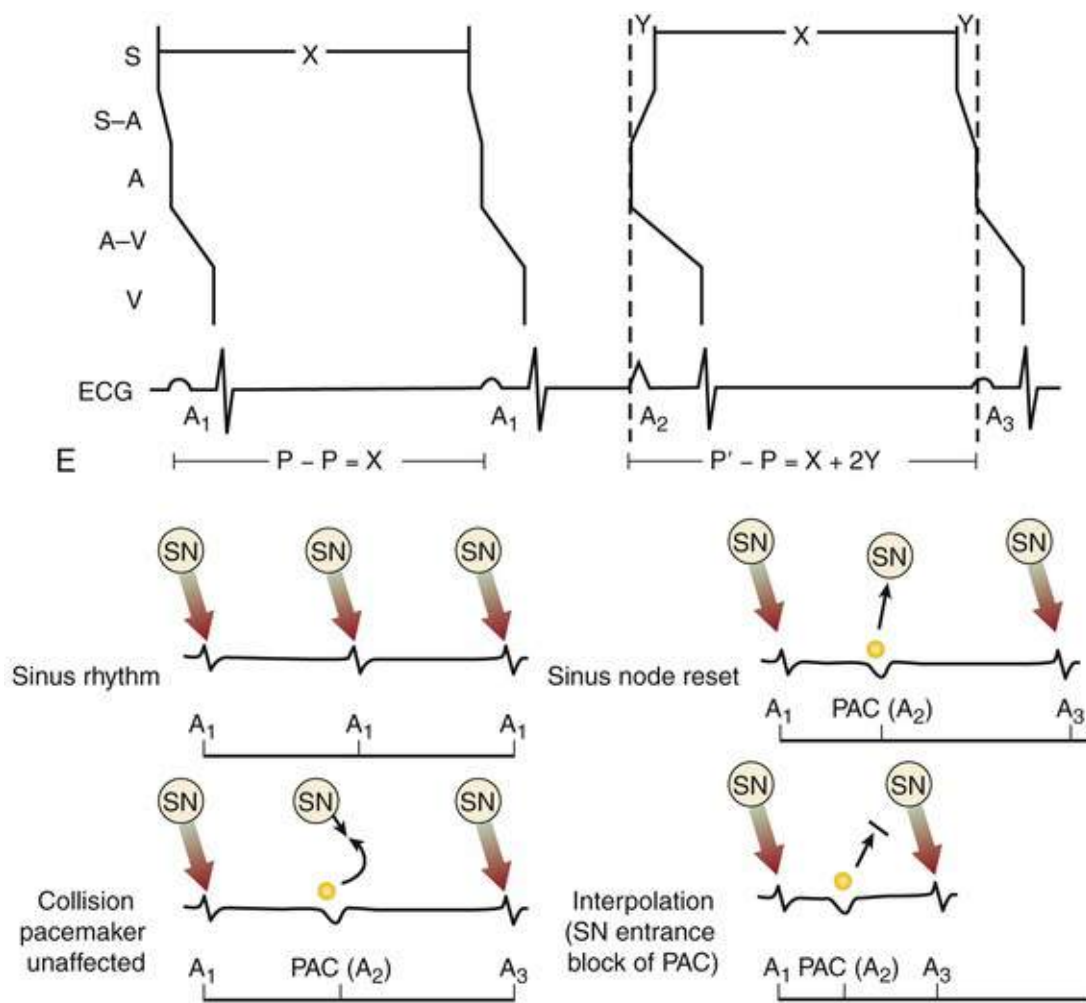 Y Y
S X X
S–A
A
A–V
V
ECG
A₁ A₁ A₂ A₃
E P – P = X P' – P = X + 2Y
SN SN SN SN SN SN
Sinus rhythm Sinus node reset
A₁ A₁ A₁ A₁ PAC (A₂) A₃
SN SN SN SN SN
Collision
pacemaker
unaffected
Interpolation
(SN entrance
block of PAC)
A₁ PAC (A₂) A₃ A₁ PAC (A₂) A₃